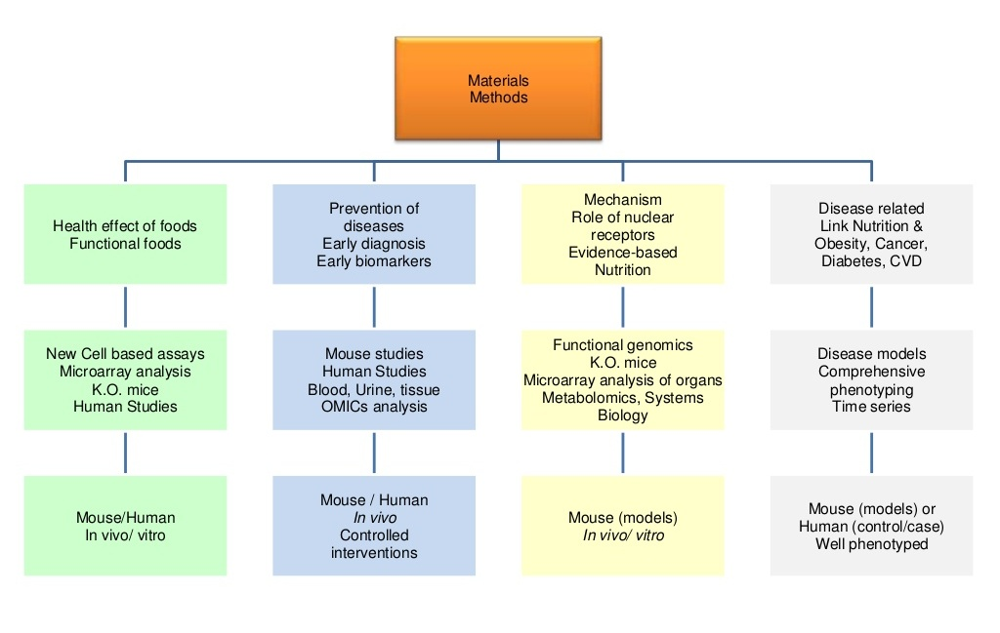 Materials
Methods
Health effect of foods
Functional foods
Prevention of
diseases
Early diagnosis
Early biomarkers
Mechanism
Role of nuclear
receptors
Evidence-based
Nutrition
Disease related
Link Nutrition &
Obesity, Cancer,
Diabetes, CVD
New Cell based assays
Microarray analysis
K.O. mice
Human Studies
Mouse studies
Human Studies
Blood, Urine, tissue
OMICs analysis
Functional genomics
K.O. mice
Microarray analysis of organs
Metabolomics, Systems
Biology
Disease models
Comprehensive
phenotyping
Time series
Mouse/Human
In vivo/ vitro
Mouse / Human
In vivo
Controlled
interventions
Mouse (models)
In vivo/ vitro
Mouse (models) or
Human (control/case)
Well phenotyped